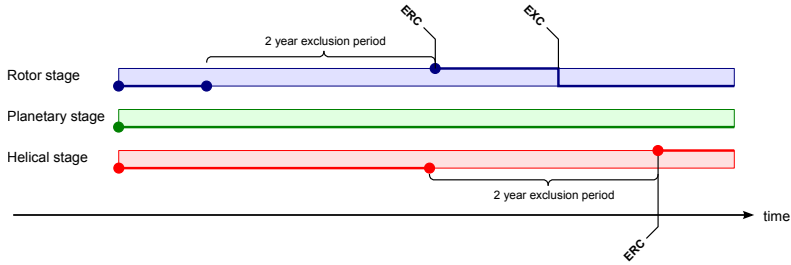 ERC
EXC
2 year exclusion period
Rotor stage
Planetary stage
Helical stage
2 year exclusion period
time
ERC